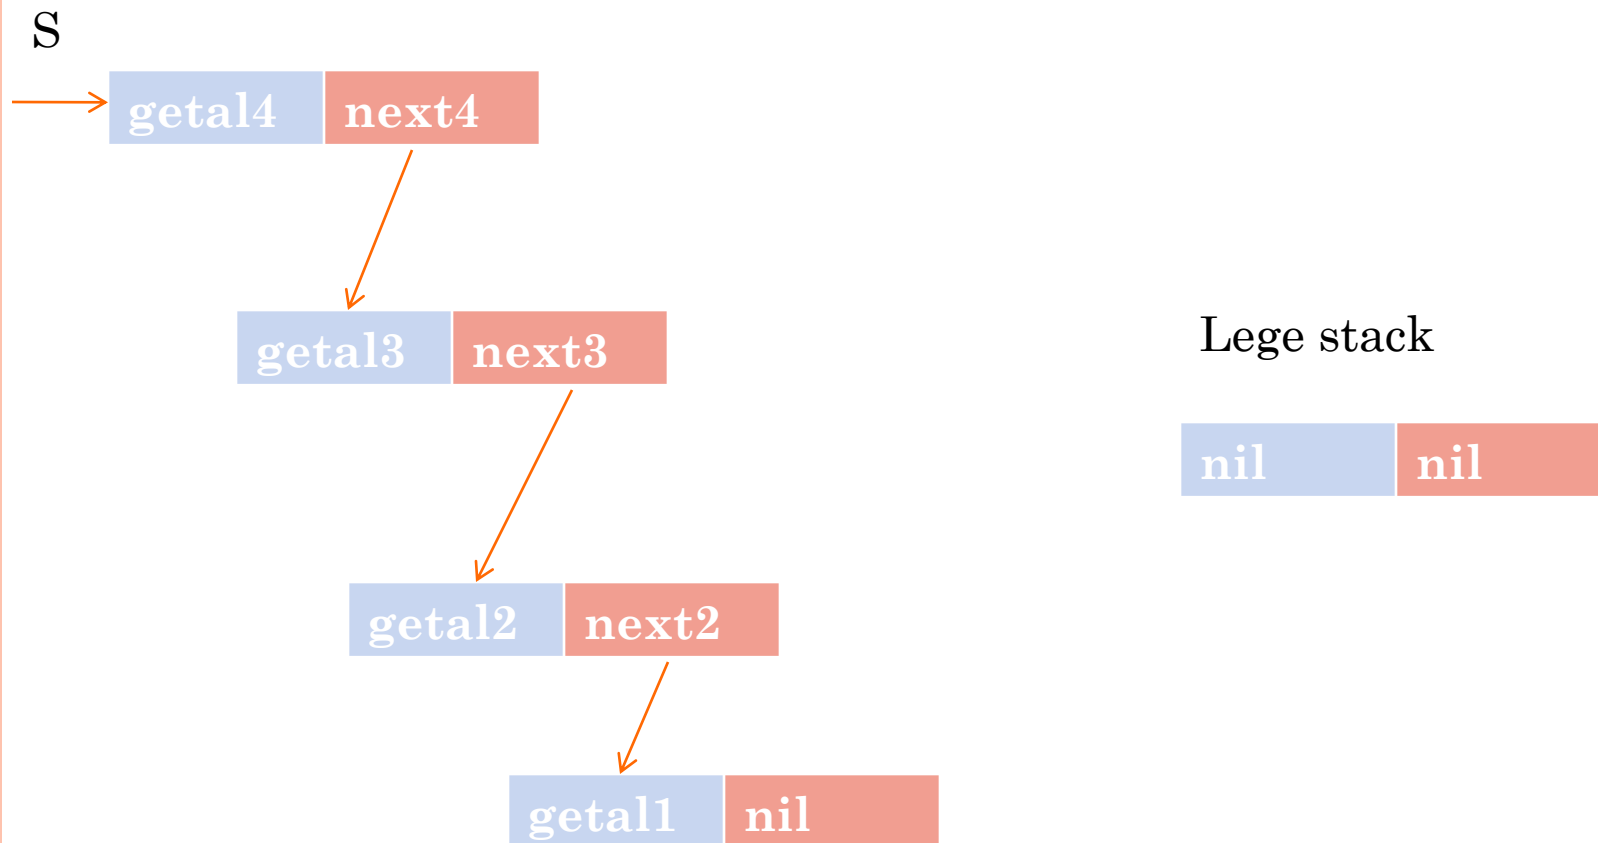 S
getal4 next4
getal3 next3
Lege stack
nil nil
getal2 next2
getal1 nil